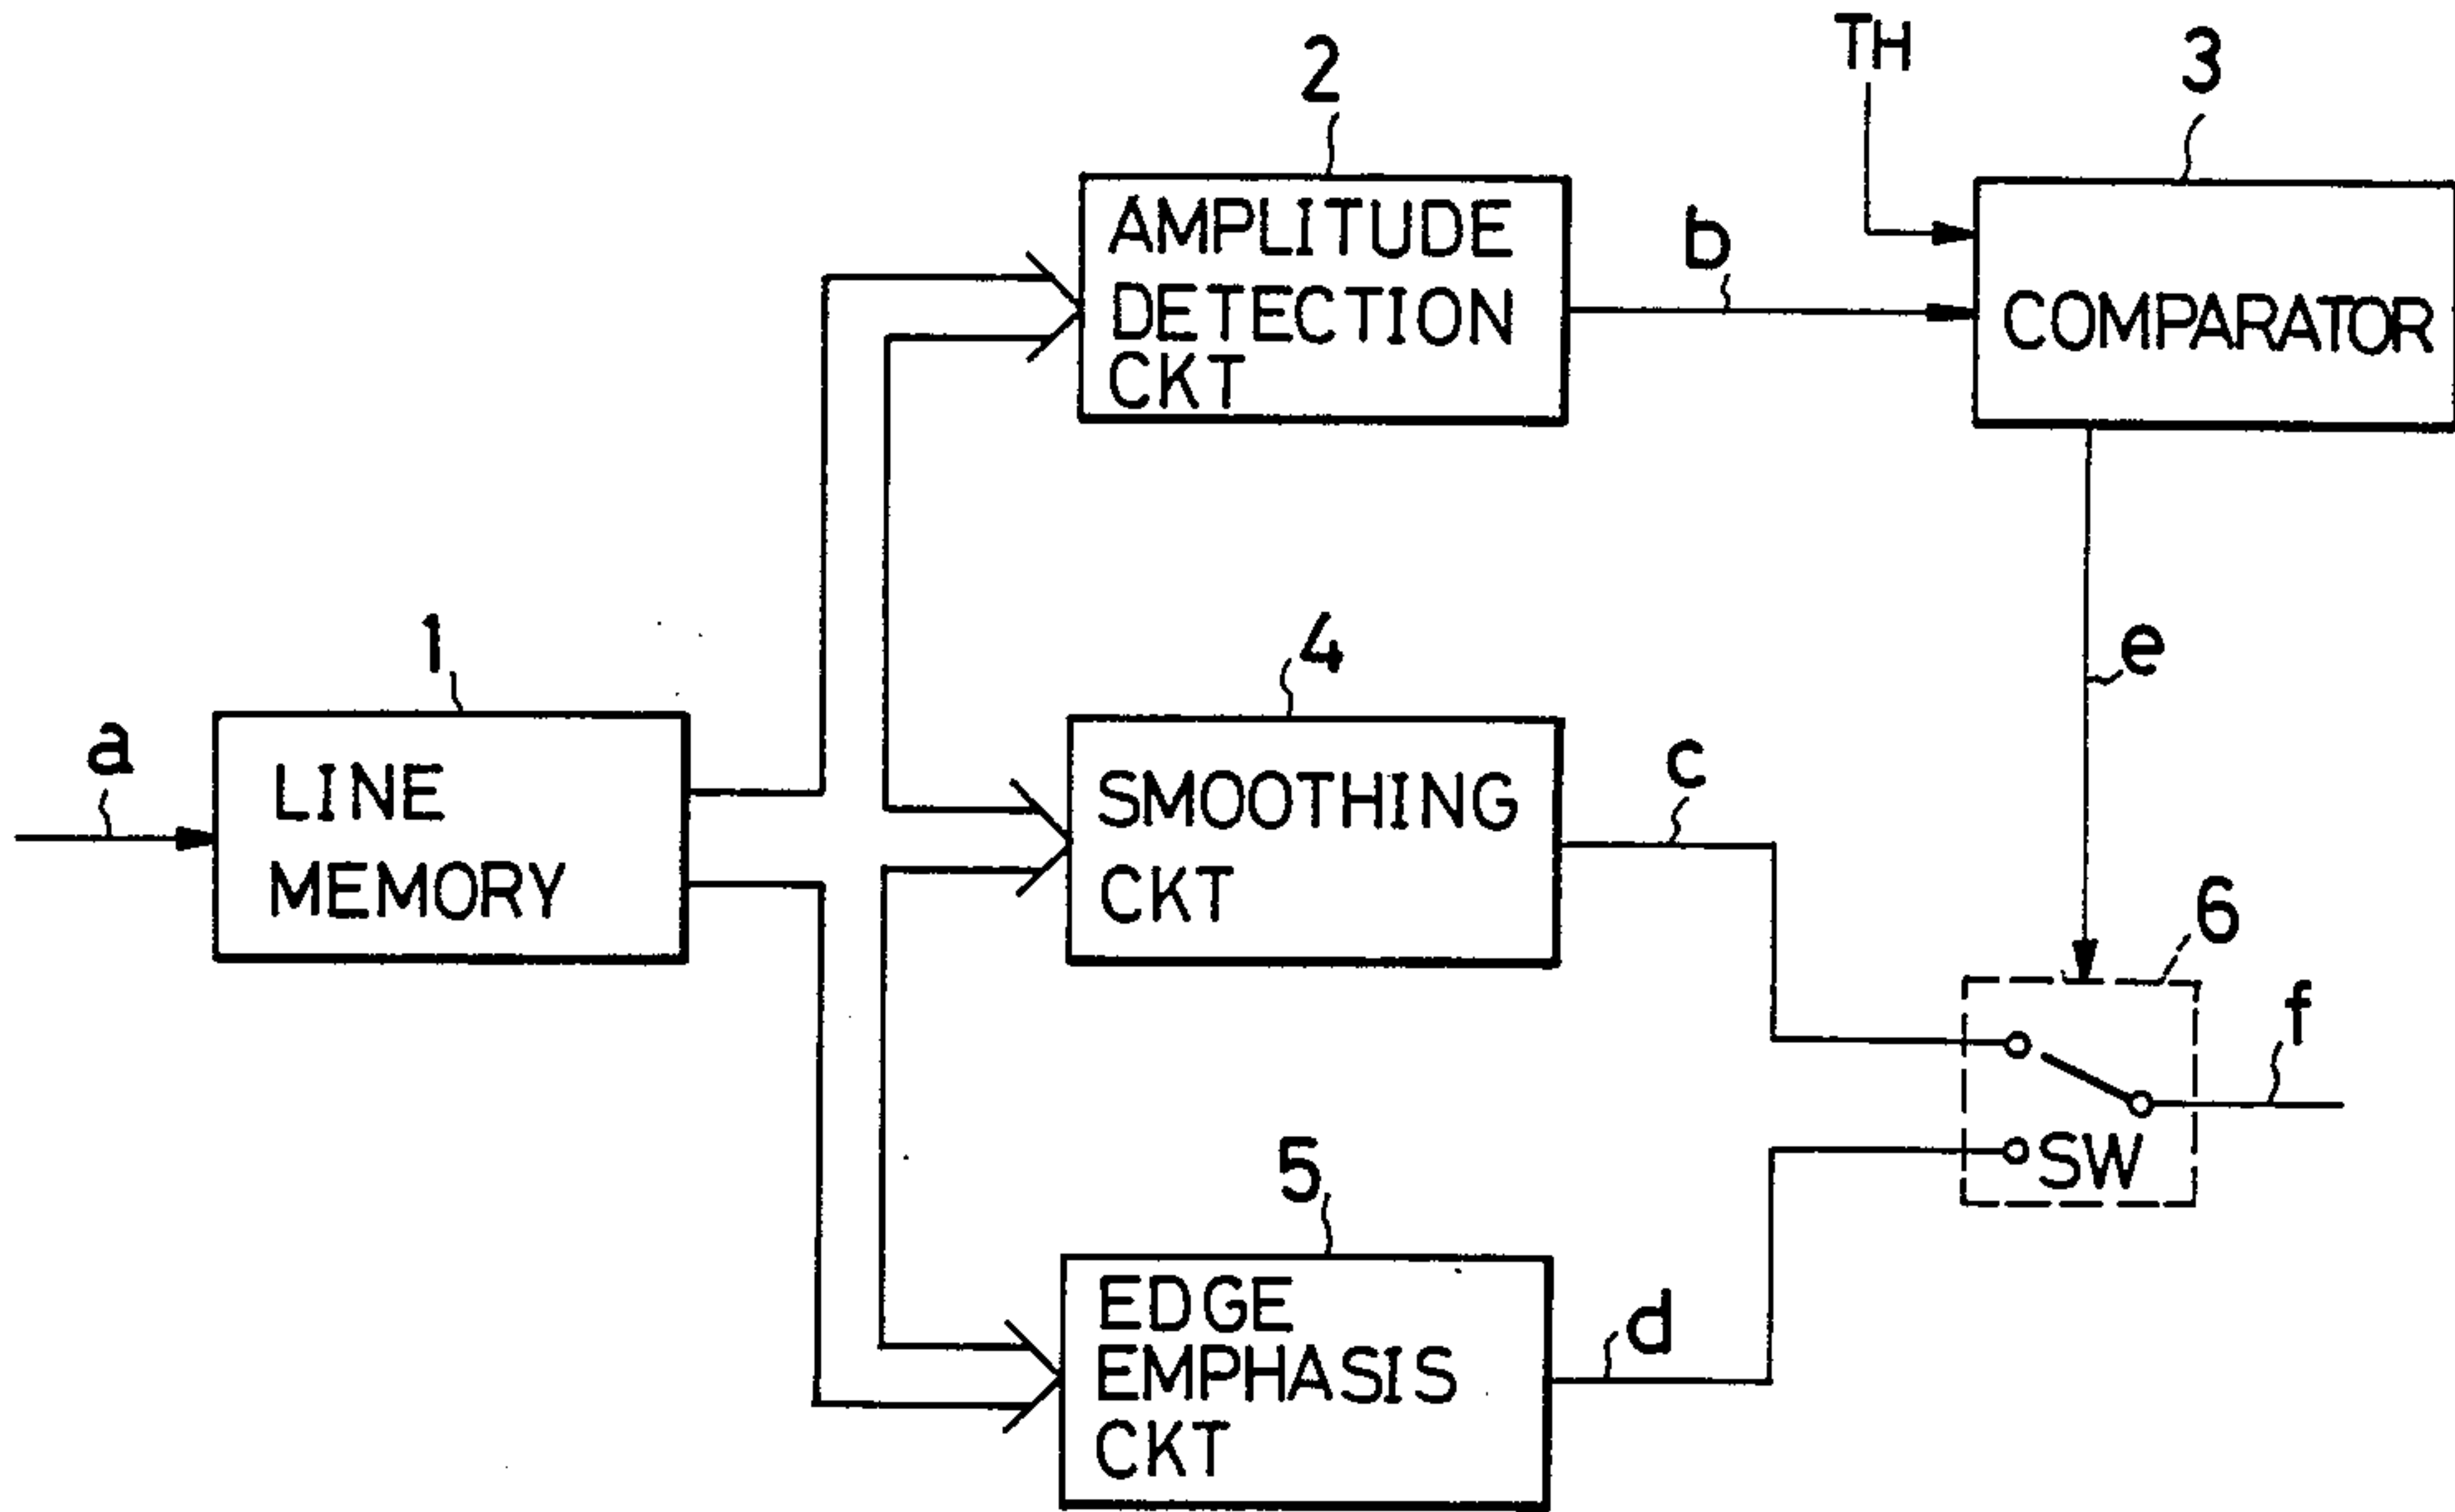 TH
2
3
AMPLITUDE
DETECTION
CKT
b
COMPARATOR
1
4
e
a
LINE
MEMORY
SMOOTHING
CKT
c
6
f
SW
5
EDGE
EMPHASIS
CKT
d